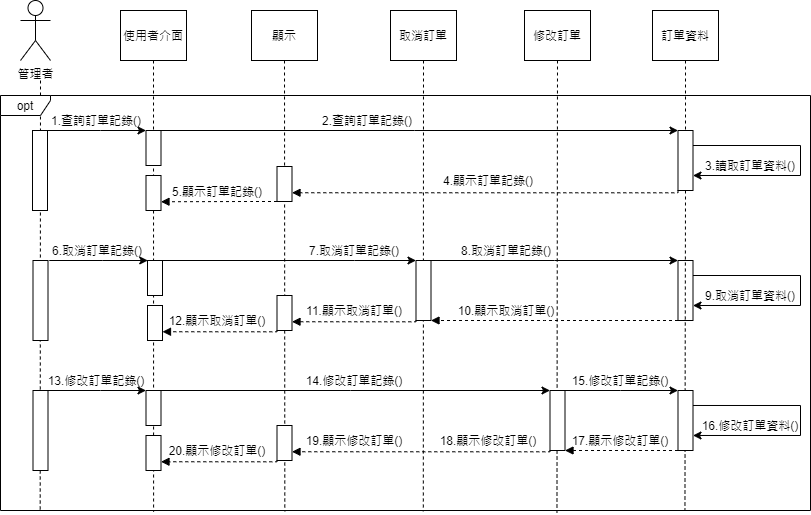 使用者介面
顯示
取消訂單
修改訂單
訂單資料
管理者
opt
1.查詢訂單記錄()
2.查詢訂單記錄()
3.讀取訂單資料()
4.顯示訂單記錄()
5.顯示訂單記錄()
6.取消訂單記錄()
7.取消訂單記錄()
8.取消訂單記錄()
9.取消訂單資料()
10.顯示取消訂單()
11.顯示取消訂單()
12.顯示取消訂單()
13.修改訂單記錄()
14.修改訂單記錄()
15.修改訂單記錄()
16.修改訂單資料()
17.顯示修改訂單()
18.顯示修改訂單()
19.顯示修改訂單()
20.顯示修改訂單()